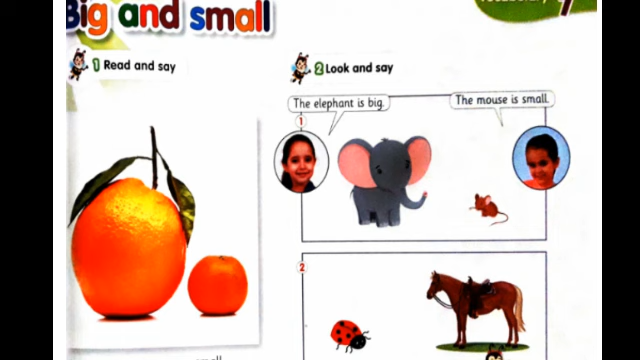 Big and small
1 Read and say
2 Look and say
The elephant is big.
The mouse is small.
1
2
small